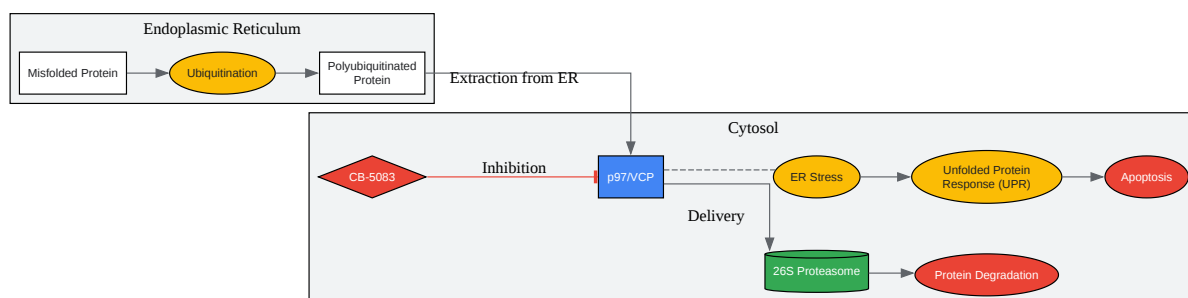 Endoplasmic Reticulum
Misfolded Protein
Ubiquitination
Polyubiquitinated
Protein
Extraction from ER
Cytosol
CB-5083
Inhibition
p97/VCP
ER Stress
Unfolded Protein
Response (UPR)
Apoptosis
Delivery
26S Proteasome
Protein Degradation